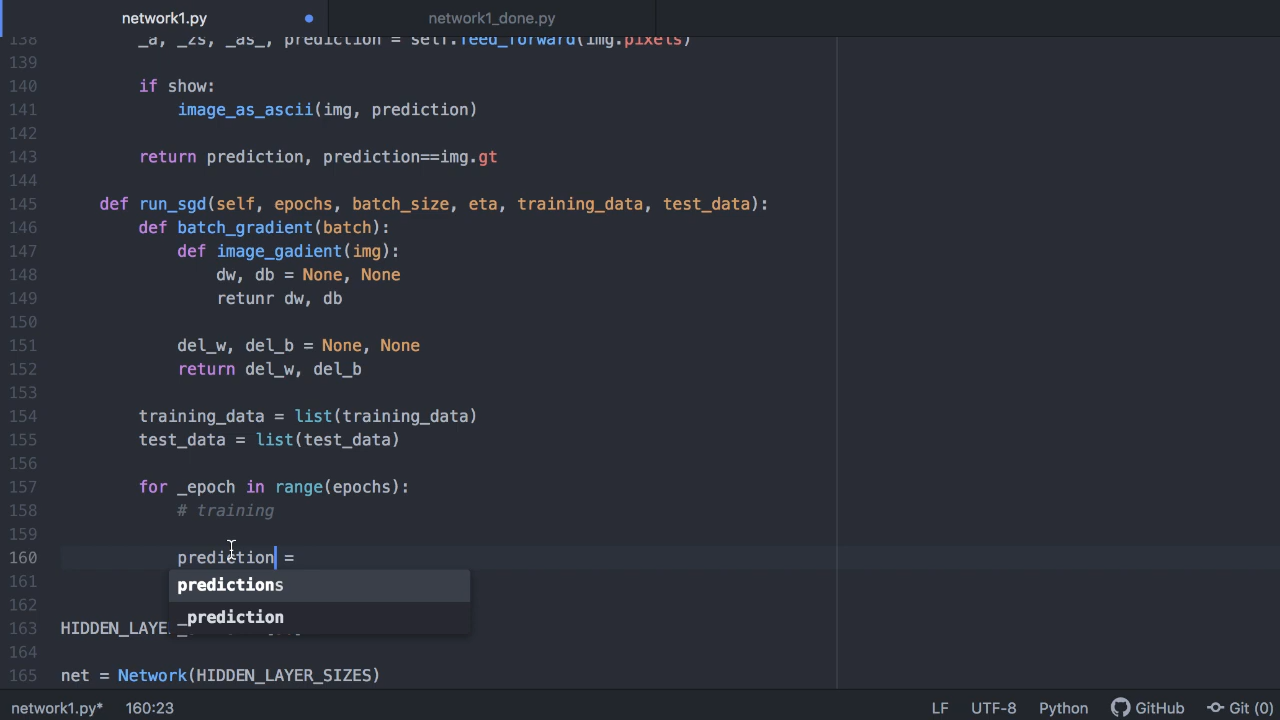 network1.py network1_done.py
138 _a, _zs, _as_, prediction = self.feed_forward(img.pixels)
139
140 if show:
141 image_as_ascii(img, prediction)
142
143 return prediction, prediction==img.gt
144
145 def run_sgd(self, epochs, batch_size, eta, training_data, test_data):
146 def batch_gradient(batch):
147 def image_gadient(img):
148 dw, db = None, None
149 retunr dw, db
150
151 del_w, del_b = None, None
152 return del_w, del_b
153
154 training_data = list(training_data)
155 test_data = list(test_data)
156
157 for _epoch in range(epochs):
158 # training
159
160 prediction =
161 predictions
162 _prediction
163 HIDDEN_LAYE
164
165 net = Network(HIDDEN_LAYER_SIZES)
network1.py* 160:23 LF UTF-8 Python GitHub Git (0)